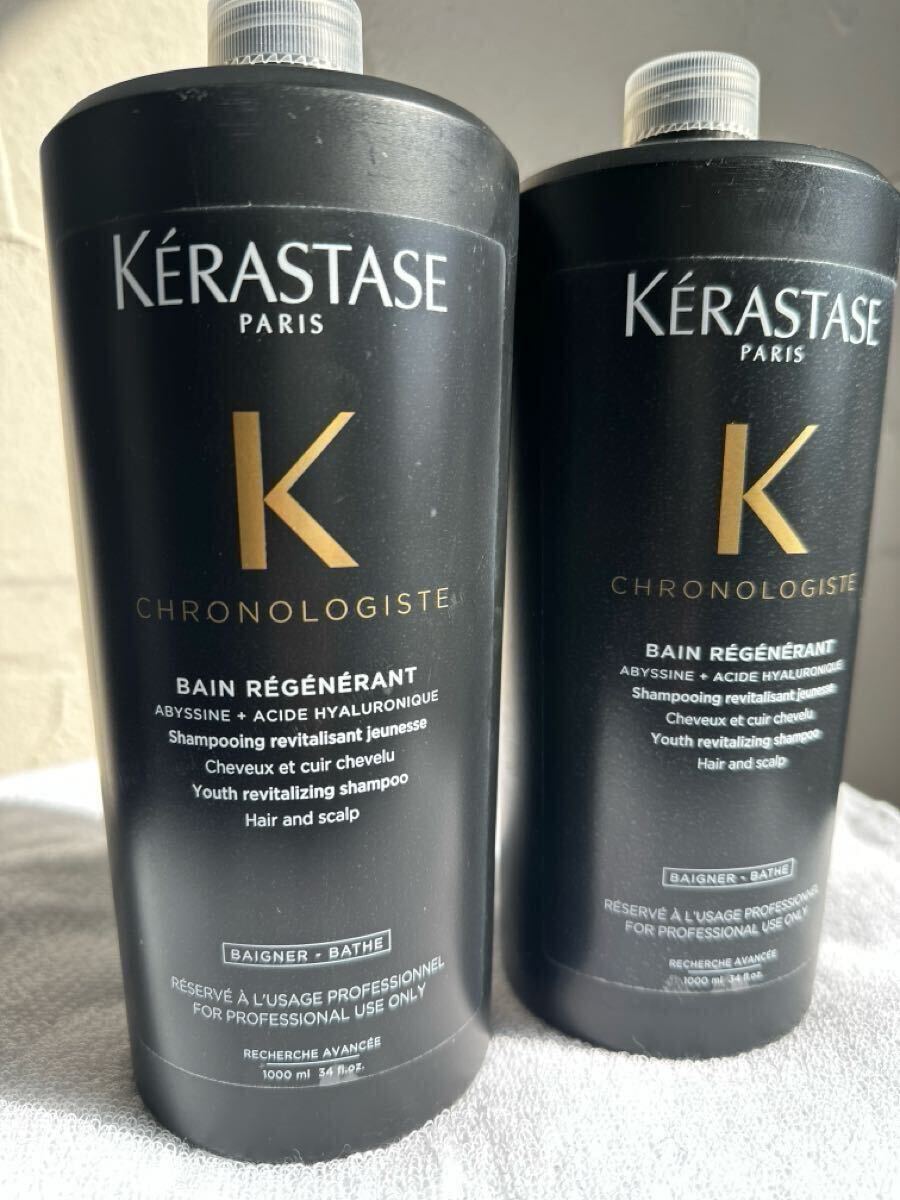 KÉRASTASE
PARIS
K
CHRONOLOGISTE
BAIN RÉGÉNÉRANT
ABYSSINE + ACIDE HYALURONIQUE
Shampooing revitalisant jeunesse
Cheveux et cuir chevelu
Youth revitalizing shampoo
Hair and scalp
BAIGNER - BATHE
RÉSERVÉ À L'USAGE PROFESSIONNEL
FOR PROFESSIONAL USE ONLY
RECHERCHE AVANCÉE
1000 ml 34 fl.oz.
KÉRASTASE
PARIS
K
CHRONOLOGISTE
BAIN RÉGÉNÉRANT
ABYSSINE + ACIDE HYALURONIQUE
Shampooing revitalisant jeunesse
Cheveux et cuir chevelu
Youth revitalizing shampoo
Hair and scalp
BAIGNER - BATHE
RÉSERVÉ À L'USAGE PROFESSIONNEL
FOR PROFESSIONAL USE ONLY
RECHERCHE AVANCÉE
1000 ml 34 fl.oz.